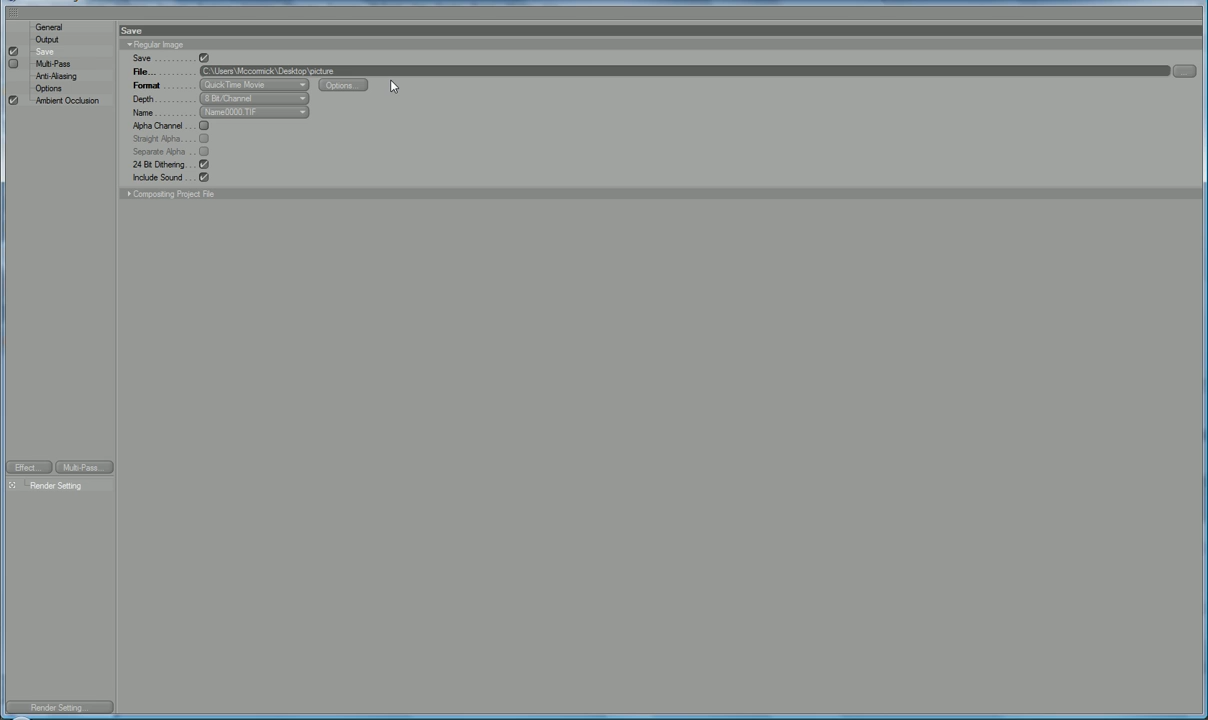 General
Output
Save
Multi-Pass
Anti-Aliasing
Options
Ambient Occlusion
Effect...
Multi-Pass...
Render Setting
Render Setting...
Save
Regular Image
Save
File... C:\Users\Mccormick\Desktop\picture ...
Format QuickTime Movie Options...
Depth 8 Bit/Channel
Name Name0000.TIF
Alpha Channel
Straight Alpha
Separate Alpha
24 Bit Dithering
Include Sound
Compositing Project File